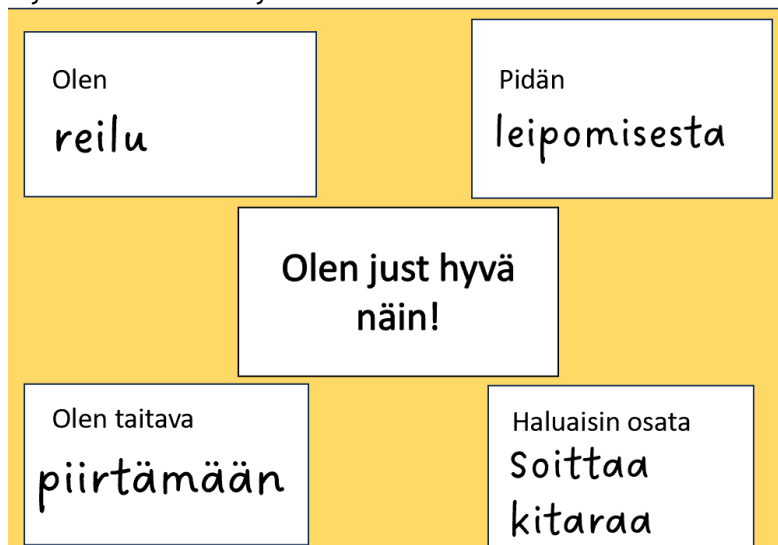 Olen
reilu
Pidän
leipomisesta
Olen just hyvä
näin!
Olen taitava
piirtämään
Haluaisin osata
soittaa
kitaraa